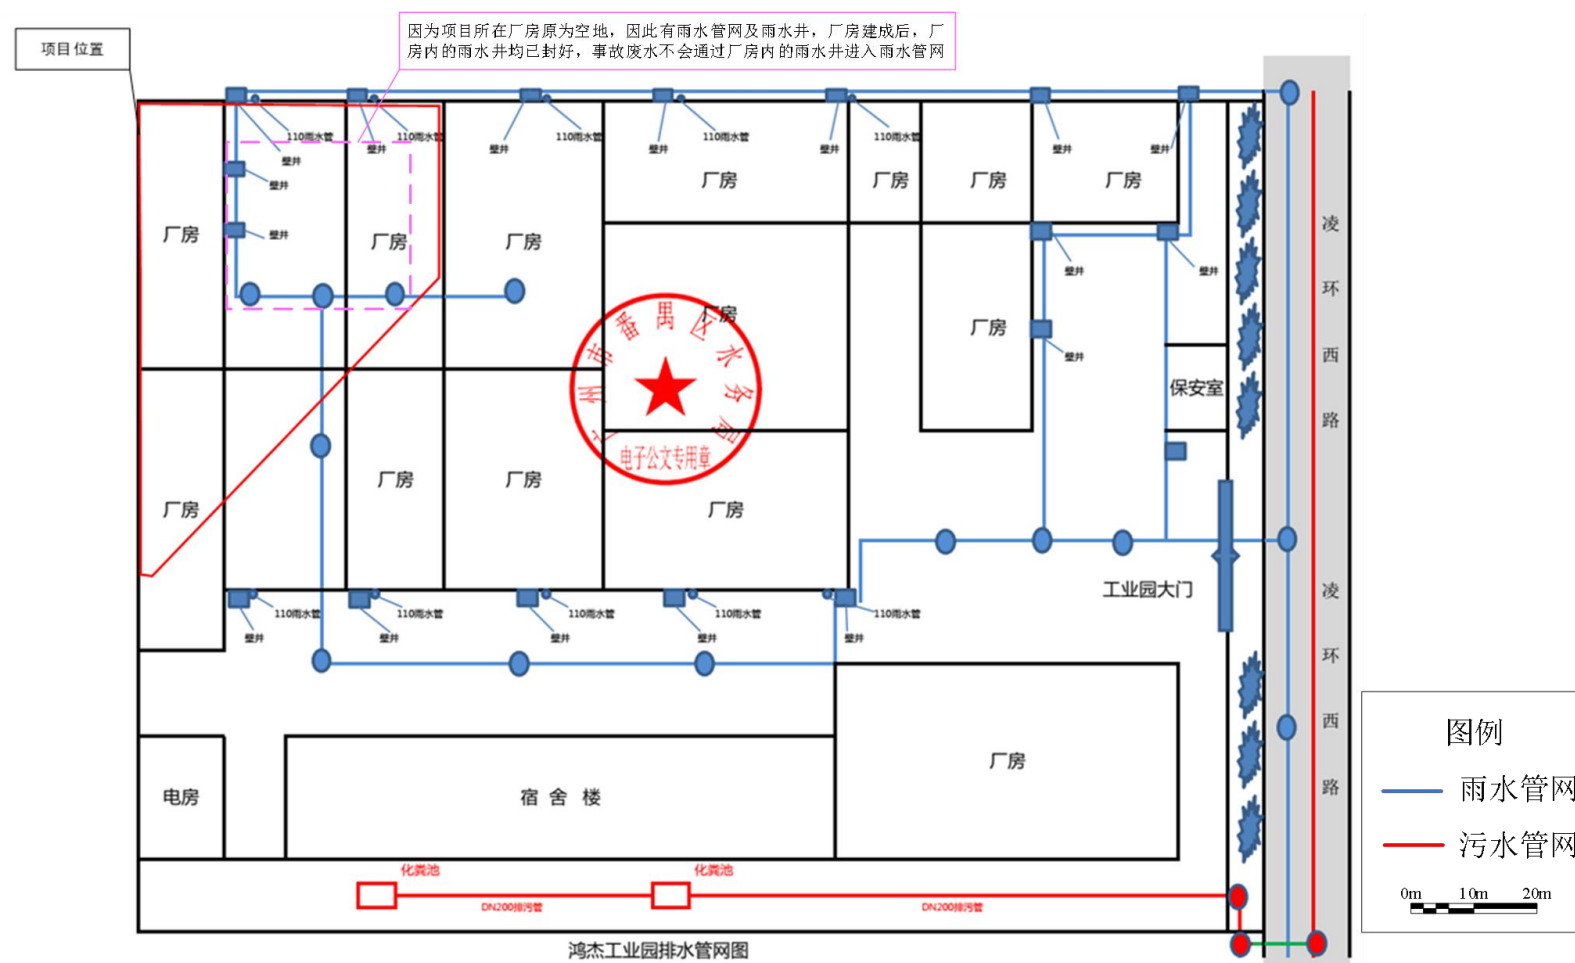 因为项目所在厂房原为空地，因此有雨水管网及雨水井，厂房建成后，厂
房内的雨水井均已封好，事故废水不会通过厂房内的雨水井进入雨水管网
项目位置
110雨水管
110雨水管
110雨水管
110雨水管
110雨水管
壁井
壁井
壁井
壁井
壁井
壁井
壁井
壁井
壁井
厂房
厂房
厂房
厂房
厂房
厂房
厂房
厂房
厂房
壁井
壁井
厂房
壁井
保安室
广州市番禺区水务局
电子公文专用章
厂房
厂房
厂房
厂房
凌环西路
工业园大门
110雨水管
110雨水管
110雨水管
110雨水管
110雨水管
壁井
壁井
壁井
壁井
壁井
凌环西路
厂房
电房
宿舍楼
化粪池
化粪池
DN200排污管
DN200排污管
鸿杰工业园排水管网图
图例
雨水管网
污水管网
0m 10m 20m